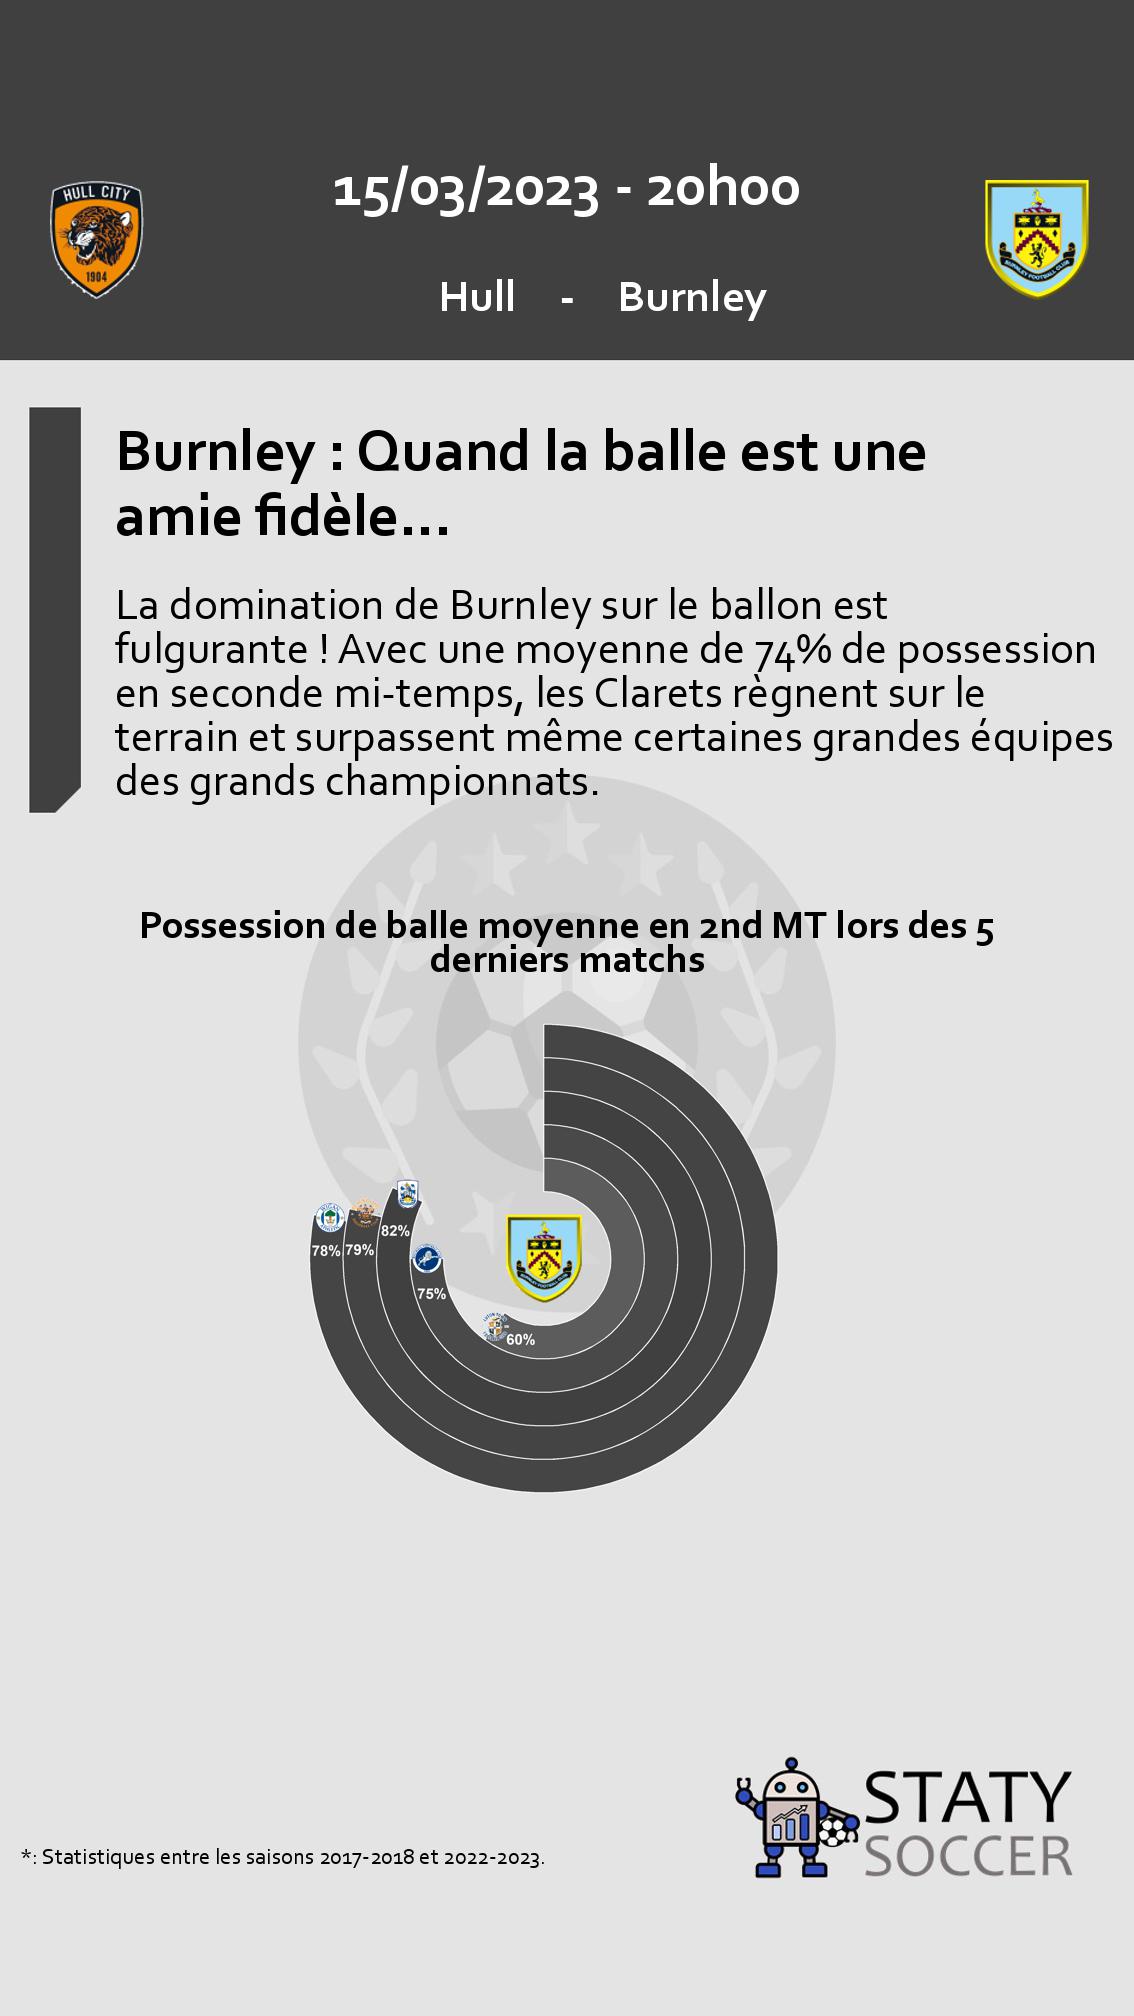 HULL CITY
1904
15/03/2023 - 20h00
Hull - Burnley
BURNLEY FOOTBALL CLUB
Burnley : Quand la balle est une
amie fidèle...
La domination de Burnley sur le ballon est
fulgurante ! Avec une moyenne de 74% de possession
en seconde mi-temps, les Clarets règnent sur le
terrain et surpassent même certaines grandes équipes
des grands championnats.
Possession de balle moyenne en 2nd MT lors des 5
derniers matchs
78% 79% 82%
75%
60%
STATY
SOCCER
*: Statistiques entre les saisons 2017-2018 et 2022-2023.